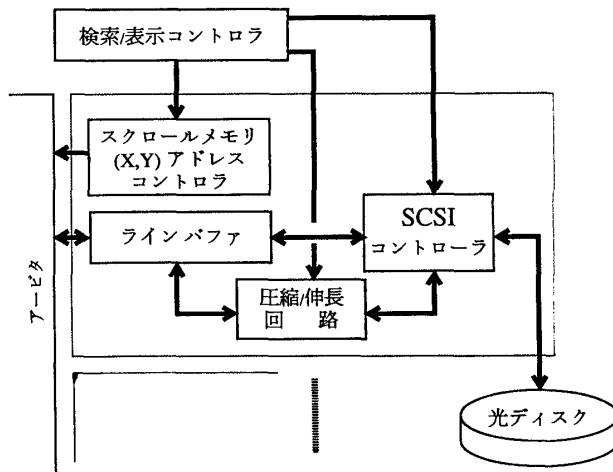 検索/表示コントロラ
スクロールメモリ
(X,Y) アドレス
コントロラ
SCSI
コントローラ
ライン バファ
アービタ
圧縮/伸長
回 路
光ディスク